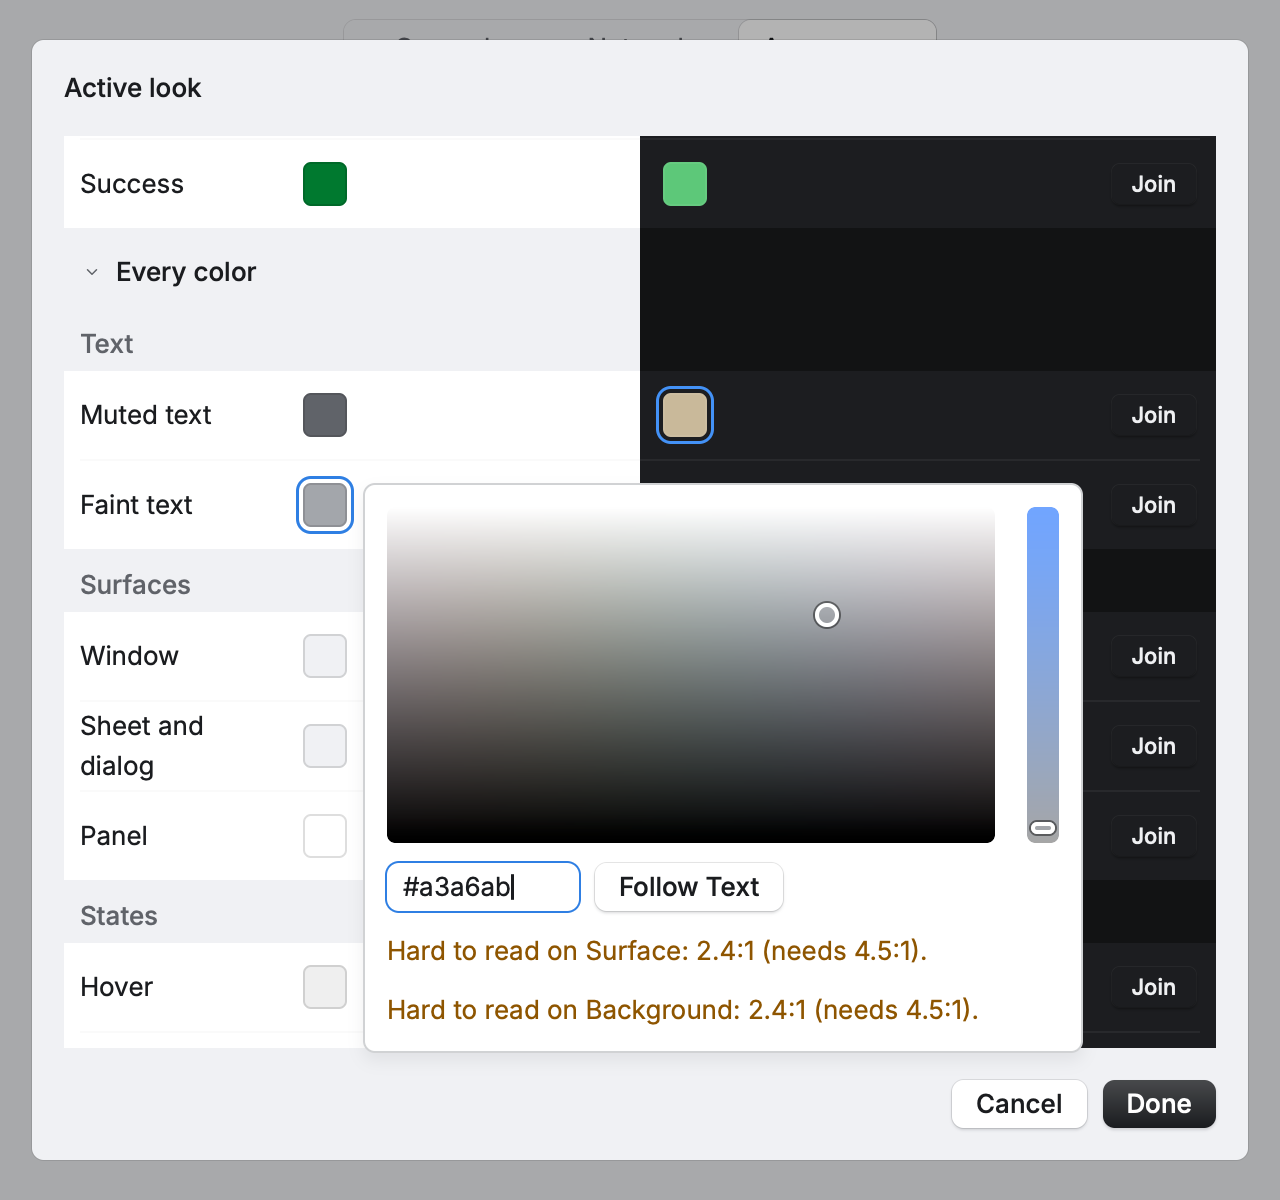 Active look
Success
Join
Every color
Text
Muted text
Join
Faint text
Join
Surfaces
Window
Join
Sheet and
dialog
Join
Panel
Join
#a3a6ab
Follow Text
States
Hard to read on Surface: 2.4:1 (needs 4.5:1).
Hover
Join
Hard to read on Background: 2.4:1 (needs 4.5:1).
Cancel
Done